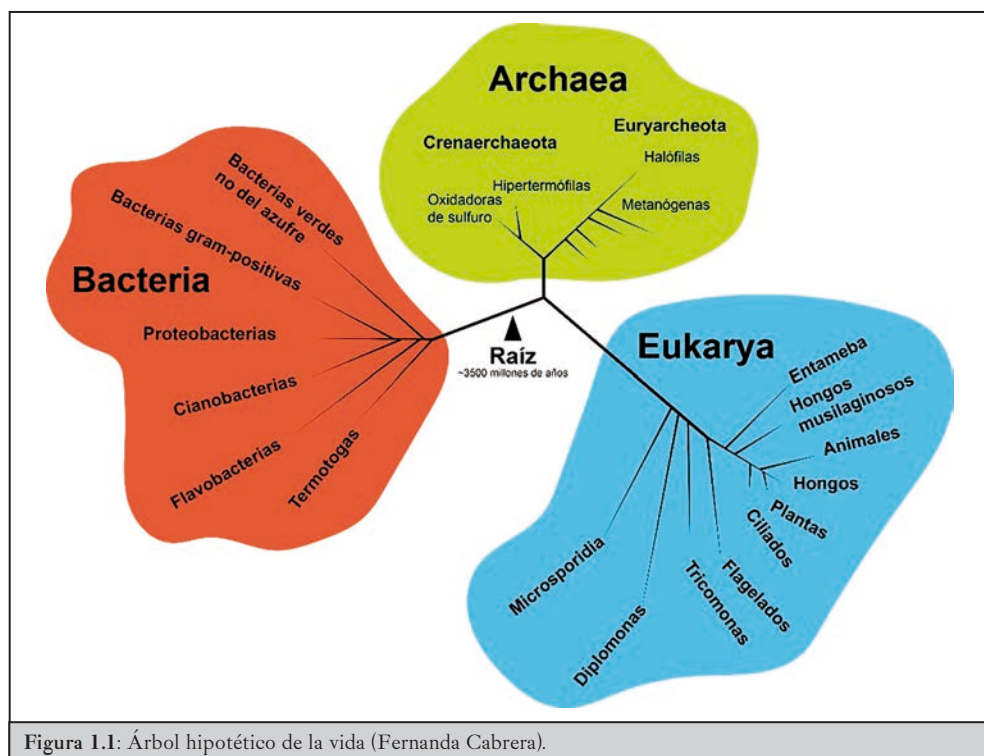 Archaea
Crenaerchaeota
Euryarcheota
Halófilas
Hipertermófilas
Oxidadoras
de sulfuro
Metanógenas
Bacteria
Bacterias verdes
no del azufre
Bacterias gram-positivas
Proteobacterias
Cianobacterias
Flavobacterias
Termotogas
Raíz
~3500 millones de años
Eukarya
Entameba
Hongos
musilaginosos
Animales
Hongos
Plantas
Ciliados
Flagelados
Tricomonas
Diplomonas
Microsporidia
Figura 1.1: Árbol hipotético de la vida (Fernanda Cabrera).